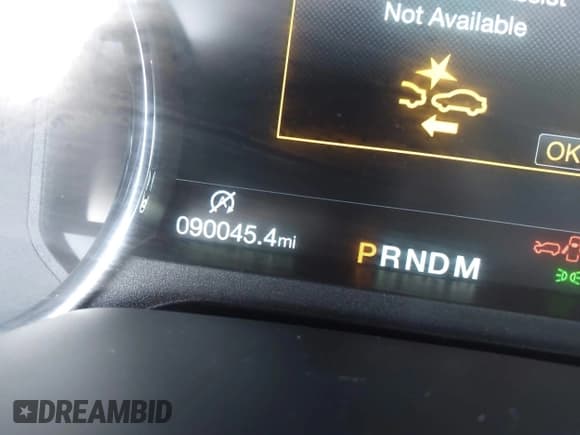 Not Available
OK
090045.4mi
PRNDM
DREAMBID